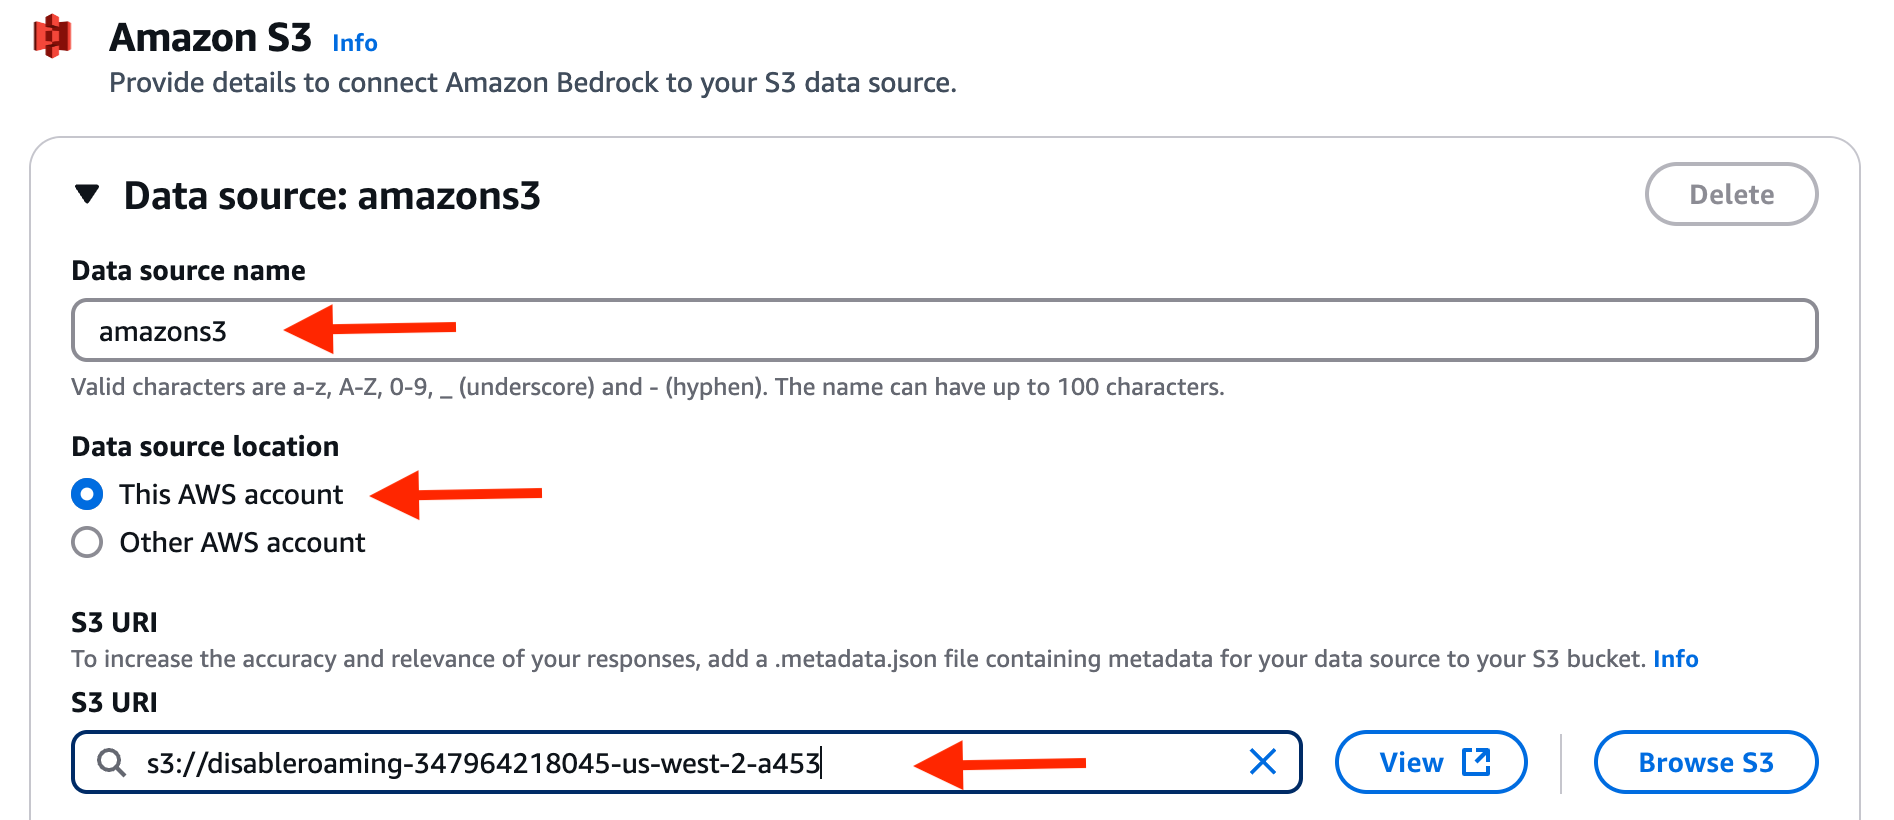 Amazon S3 Info
Provide details to connect Amazon Bedrock to your S3 data source.
Data source: amazons3
Delete
Data source name
amazons3
Valid characters are a-z, A-Z, 0-9, _ (underscore) and - (hyphen). The name can have up to 100 characters.
Data source location
This AWS account
Other AWS account
S3 URI
To increase the accuracy and relevance of your responses, add a .metadata.json file containing metadata for your data source to your S3 bucket. Info
S3 URI
s3://disableroaming-347964218045-us-west-2-a453
View
Browse S3